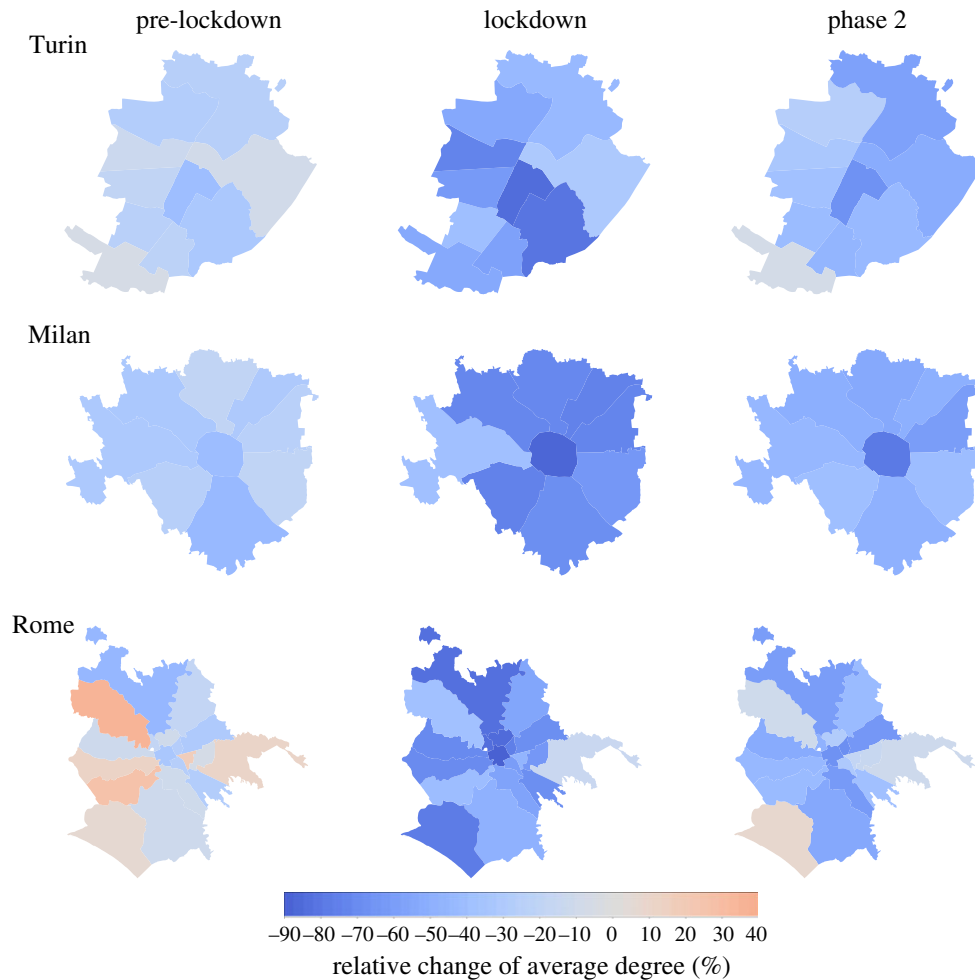 pre-lockdown lockdown phase 2
Turin
Milan
Rome
–90 –80 –70 –60 –50 –40 –30 –20 –10 0 10 20 30 40
relative change of average degree (%)